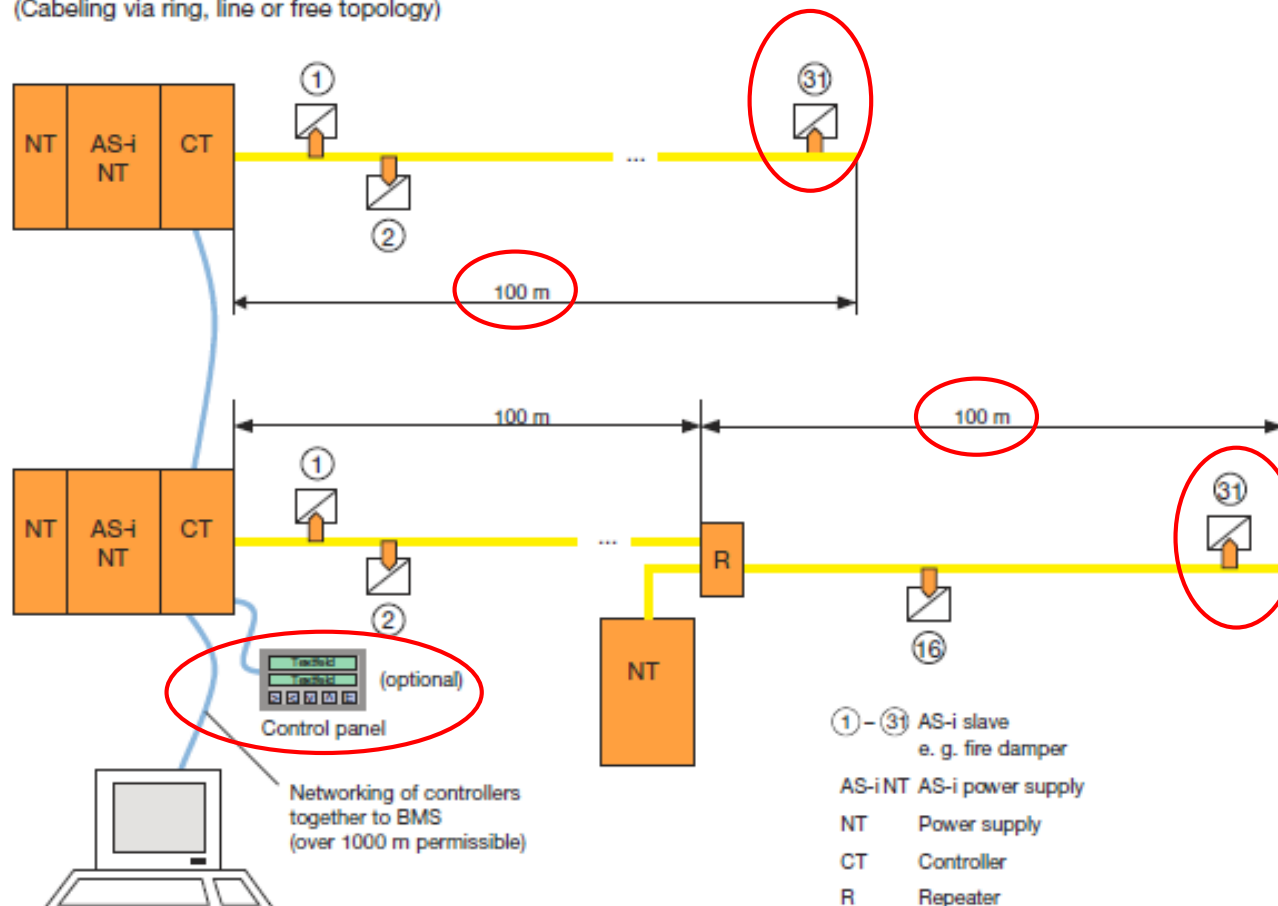 (Cabeling via ring, line or free topology)
1
31
NT
AS-i
NT
CT
...
2
100 m
100 m
100 m
1
31
NT
AS-i
NT
CT
...
R
2
16
NT
Textfeld
Textfeld
(optional)
Control panel
1 – 31 AS-i slave
e. g. fire damper
AS-i NT AS-i power supply
Networking of controllers
together to BMS
(over 1000 m permissible)
NT Power supply
CT Controller
R Repeater